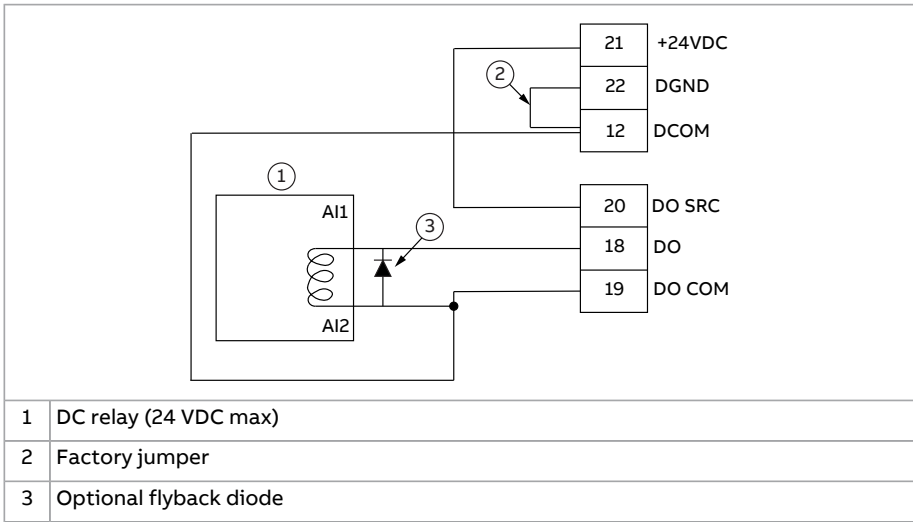 21 +24VDC
2
22 DGND
12 DCOM
1
AI1
20 DO SRC
3
18 DO
19 DO COM
AI2
1 DC relay (24 VDC max)
2 Factory jumper
3 Optional flyback diode